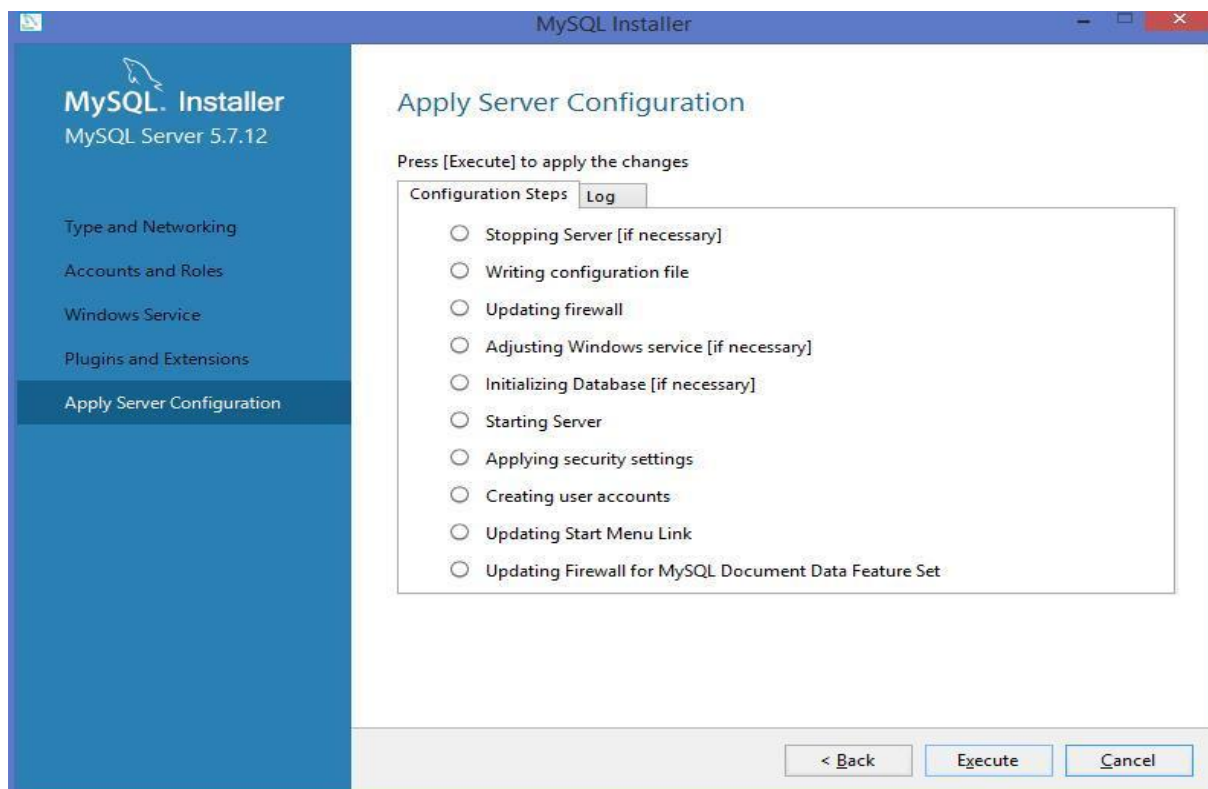 MySQL Installer
MySQL. Installer
MySQL Server 5.7.12
Type and Networking
Accounts and Roles
Windows Service
Plugins and Extensions
Apply Server Configuration
Apply Server Configuration
Press [Execute] to apply the changes
Configuration Steps Log
Stopping Server [if necessary]
Writing configuration file
Updating firewall
Adjusting Windows service [if necessary]
Initializing Database [if necessary]
Starting Server
Applying security settings
Creating user accounts
Updating Start Menu Link
Updating Firewall for MySQL Document Data Feature Set
< Back Execute Cancel